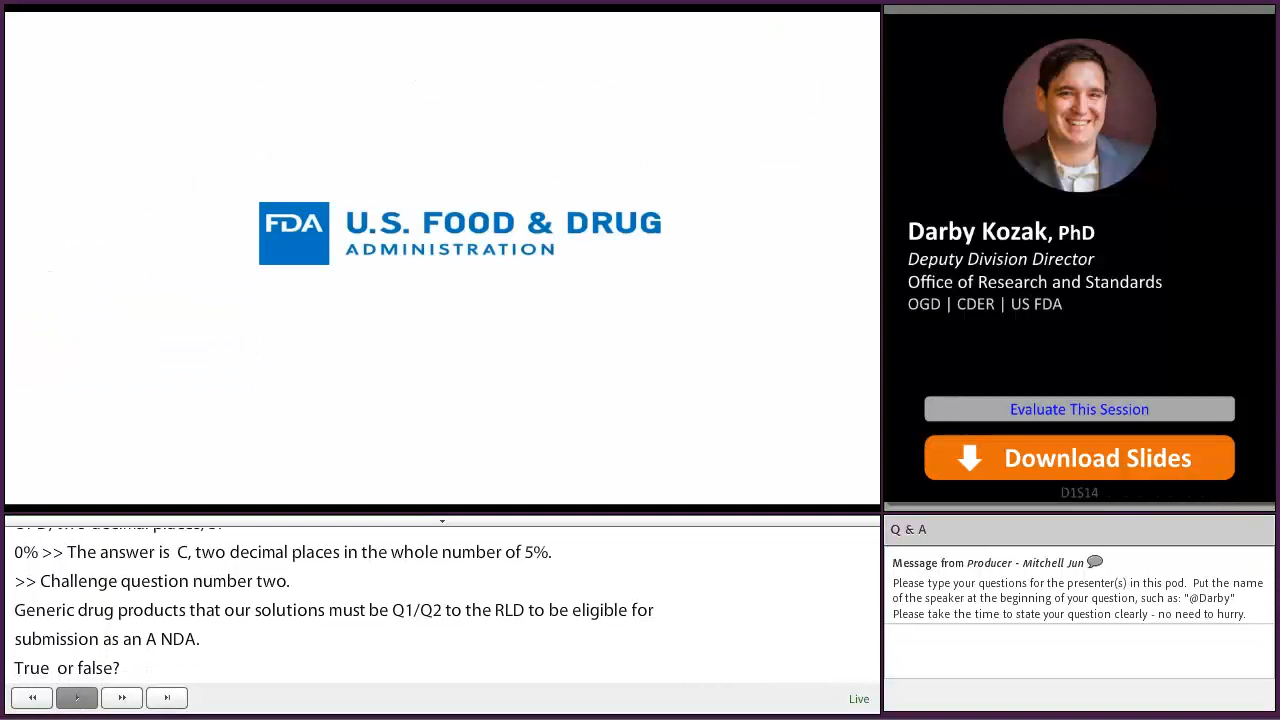 FDA
U.S. FOOD & DRUG
ADMINISTRATION
Darby Kozak, PhD
Deputy Division Director
Office of Research and Standards
OGD | CDER | US FDA
Evaluate This Session
Download Slides
D1S14
0% >> The answer is  C, two decimal places in the whole number of 5%.
>> Challenge question number two.
Generic drug products that our solutions must be Q1/Q2 to the RLD to be eligible for
submission as an A NDA.
True  or false?
Live
Q & A
Message from Producer - Mitchell Jun
Please type your questions for the presenter(s) in this pod.  Put the name
of the speaker at the beginning of your question, such as: "@Darby"
Please take the time to state your question clearly - no need to hurry.